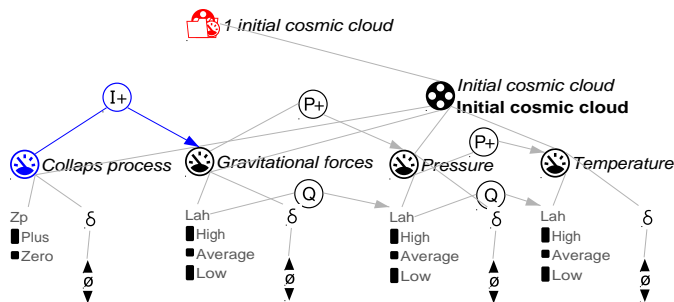 1 initial cosmic cloud
Initial cosmic cloud
Initial cosmic cloud
I+
P+
P+
Collaps process
Gravitational forces
Pressure
Temperature
Q
Q
Zp
Plus
Zero
δ
ø
Lah
High
Average
Low
δ
ø
Lah
High
Average
Low
δ
ø
Lah
High
Average
Low
δ
ø